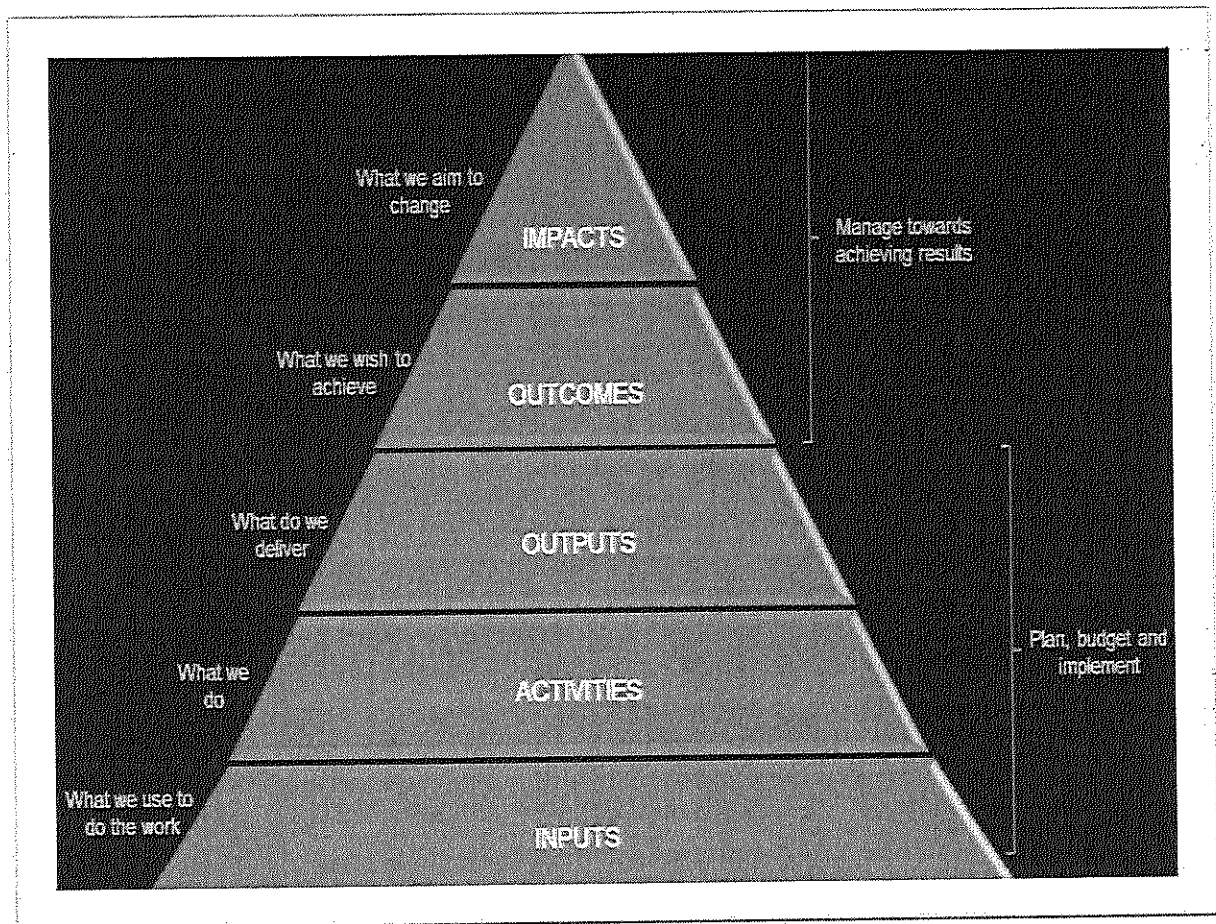 What we aim to
change
IMPACTS
Manage towards
achieving results
What we wish to
achieve
OUTCOMES
What do we
deliver
OUTPUTS
Plan, budget and
implement
What we
do
ACTIVITIES
What we use to
do the work
INPUTS